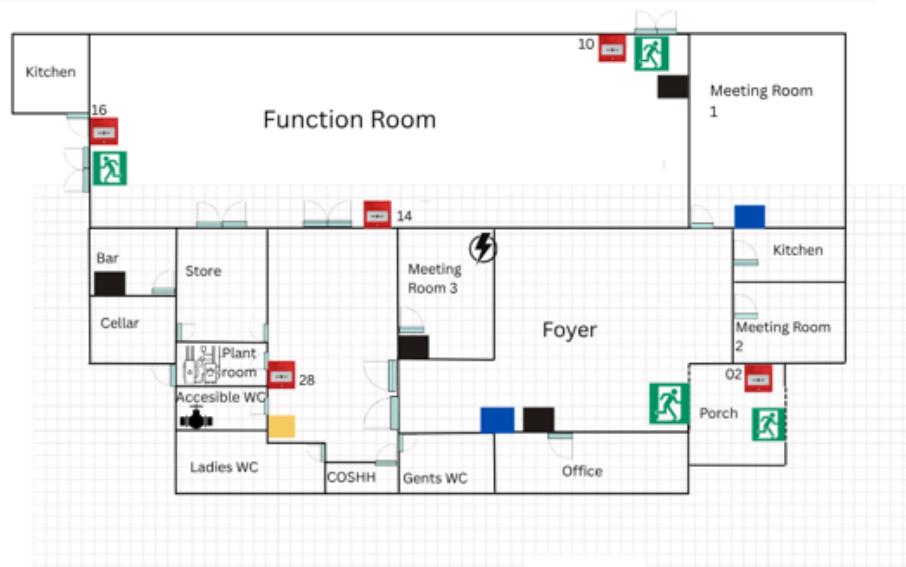 10
Kitchen
Meeting Room
1
16
Function Room
14
Bar
Store
Meeting
Room 3
Kitchen
Cellar
Foyer
Meeting Room
2
Plant
room
28
02
Accesible WC
Porch
Ladies WC
COSHH
Gents WC
Office